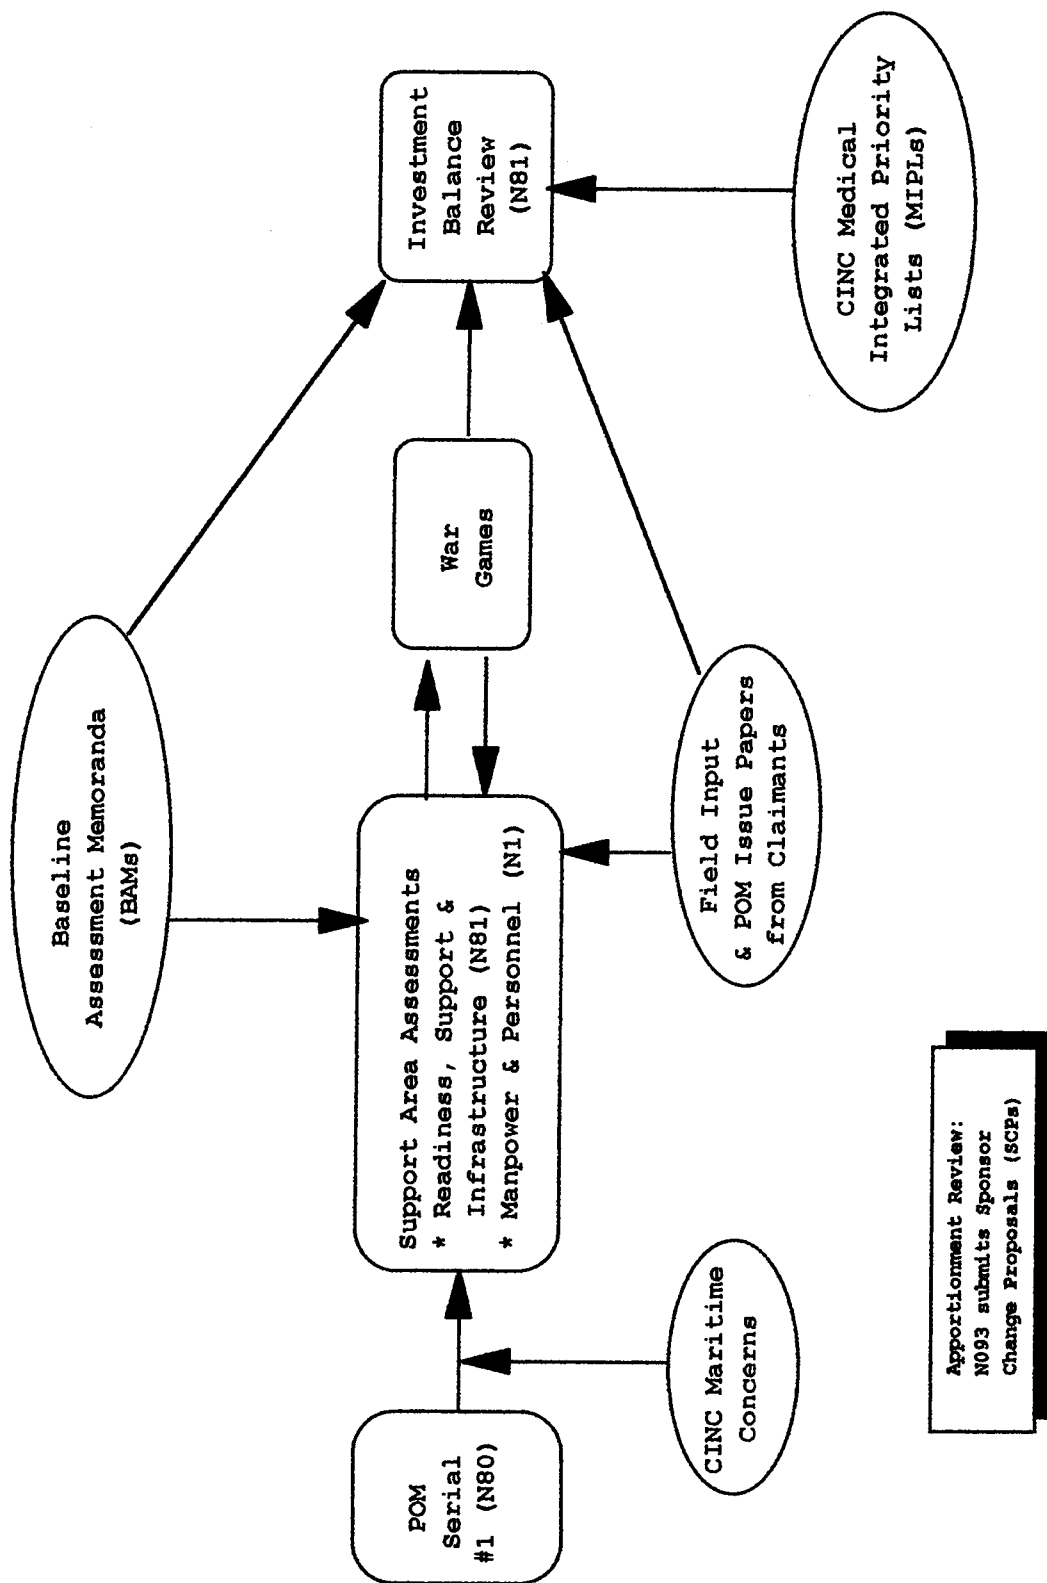 Baseline
Assessment Memoranda
(BAMs)
POM
Serial
#1 (N80)
Support Area Assessments
* Readiness, Support &
Infrastructure (N81)
* Manpower & Personnel (N1)
War
Games
Investment
Balance
Review
(N81)
CINC Maritime
Concerns
Field Input
& POM Issue Papers
from Claimants
CINC Medical
Integrated Priority
Lists (MIPLs)
Apportionment Review:
N093 submits Sponsor
Change Proposals (SCPs)